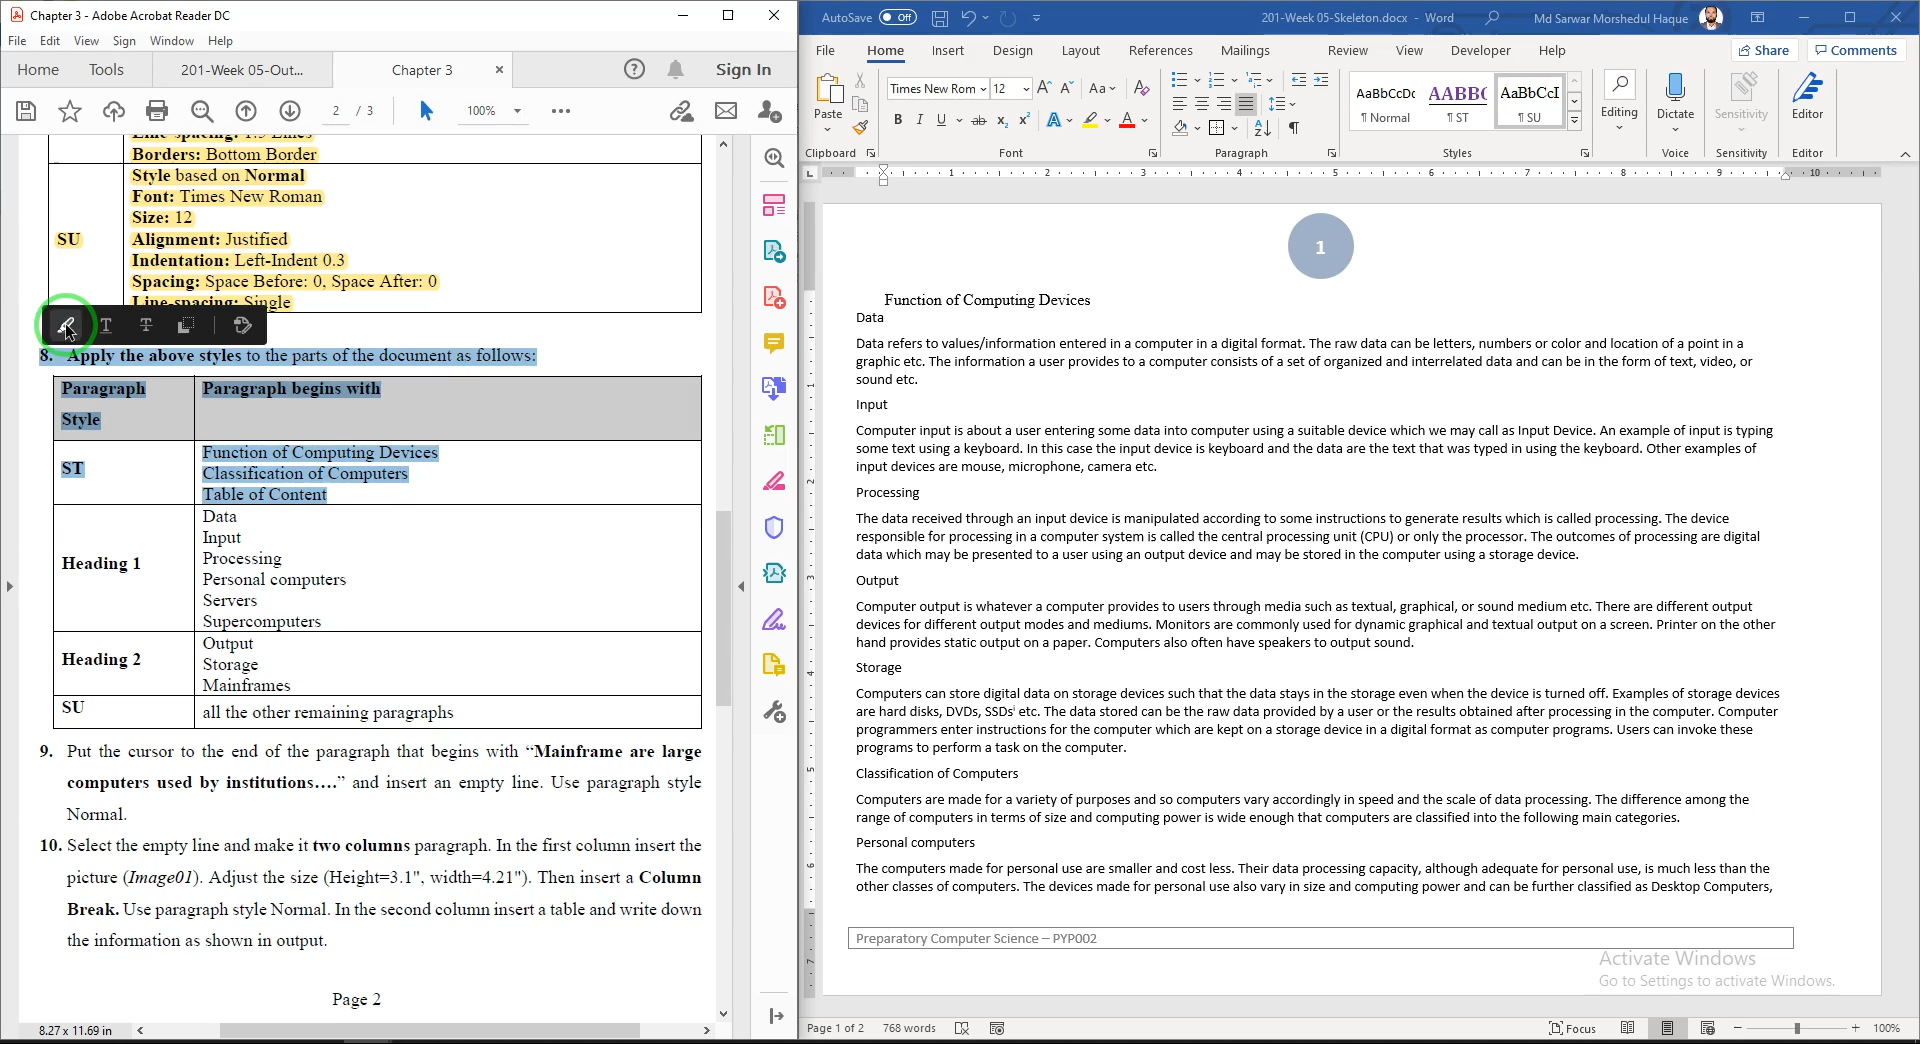 Chapter 3 - Adobe Acrobat Reader DC
File Edit View Sign Window Help
Home Tools 201-Week 05-Out... Chapter 3 × Sign In
2 / 3 100%
Line-spacing: 1.5 Lines
Borders: Bottom Border
SU
Style based on Normal
Font: Times New Roman
Size: 12
Alignment: Justified
Indentation: Left-Indent 0.3
Spacing: Space Before: 0, Space After: 0
Line-spacing: Single
8. Apply the above styles to the parts of the document as follows:
Paragraph Style
Paragraph begins with
ST
Function of Computing Devices
Classification of Computers
Table of Content
Heading 1
Data
Input
Processing
Personal computers
Servers
Supercomputers
Heading 2
Output
Storage
Mainframes
SU
all the other remaining paragraphs
9. Put the cursor to the end of the paragraph that begins with “Mainframe are large
computers used by institutions….” and insert an empty line. Use paragraph style
Normal.
10. Select the empty line and make it two columns paragraph. In the first column insert the
picture (Image01). Adjust the size (Height=3.1", width=4.21"). Then insert a Column
Break. Use paragraph style Normal. In the second column insert a table and write down
the information as shown in output.
Page 2
8.27 x 11.69 in
AutoSave Off 201-Week 05-Skeleton.docx - Word Md Sarwar Morshedul Haque
File Home Insert Design Layout References Mailings Review View Developer Help Share Comments
Paste
Times New Rom 12
AaBbCcDc AABBC AaBbCcI
¶ Normal ¶ ST ¶ SU
Editing Dictate Sensitivity Editor
Clipboard Font Paragraph Styles Voice Sensitivity Editor
1 2 3 4 5 6 7 8 9 10
1
Function of Computing Devices
Data
Data refers to values/information entered in a computer in a digital format. The raw data can be letters, numbers or color and location of a point in a
graphic etc. The information a user provides to a computer consists of a set of organized and interrelated data and can be in the form of text, video, or
sound etc.
Input
Computer input is about a user entering some data into computer using a suitable device which we may call as Input Device. An example of input is typing
some text using a keyboard. In this case the input device is keyboard and the data are the text that was typed in using the keyboard. Other examples of
input devices are mouse, microphone, camera etc.
Processing
The data received through an input device is manipulated according to some instructions to generate results which is called processing. The device
responsible for processing in a computer system is called the central processing unit (CPU) or only the processor. The outcomes of processing are digital
data which may be presented to a user using an output device and may be stored in the computer using a storage device.
Output
Computer output is whatever a computer provides to users through media such as textual, graphical, or sound medium etc. There are different output
devices for different output modes and mediums. Monitors are commonly used for dynamic graphical and textual output on a screen. Printer on the other
hand provides static output on a paper. Computers also often have speakers to output sound.
Storage
Computers can store digital data on storage devices such that the data stays in the storage even when the device is turned off. Examples of storage devices
are hard disks, DVDs, SSDsⁱ etc. The data stored can be the raw data provided by a user or the results obtained after processing in the computer. Computer
programmers enter instructions for the computer which are kept on a storage device in a digital format as computer programs. Users can invoke these
programs to perform a task on the computer.
Classification of Computers
Computers are made for a variety of purposes and so computers vary accordingly in speed and the scale of data processing. The difference among the
range of computers in terms of size and computing power is wide enough that computers are classified into the following main categories.
Personal computers
The computers made for personal use are smaller and cost less. Their data processing capacity, although adequate for personal use, is much less than the
other classes of computers. The devices made for personal use also vary in size and computing power and can be further classified as Desktop Computers,
Preparatory Computer Science – PYP002
Activate Windows
Go to Settings to activate Windows.
Page 1 of 2 768 words Focus 100%